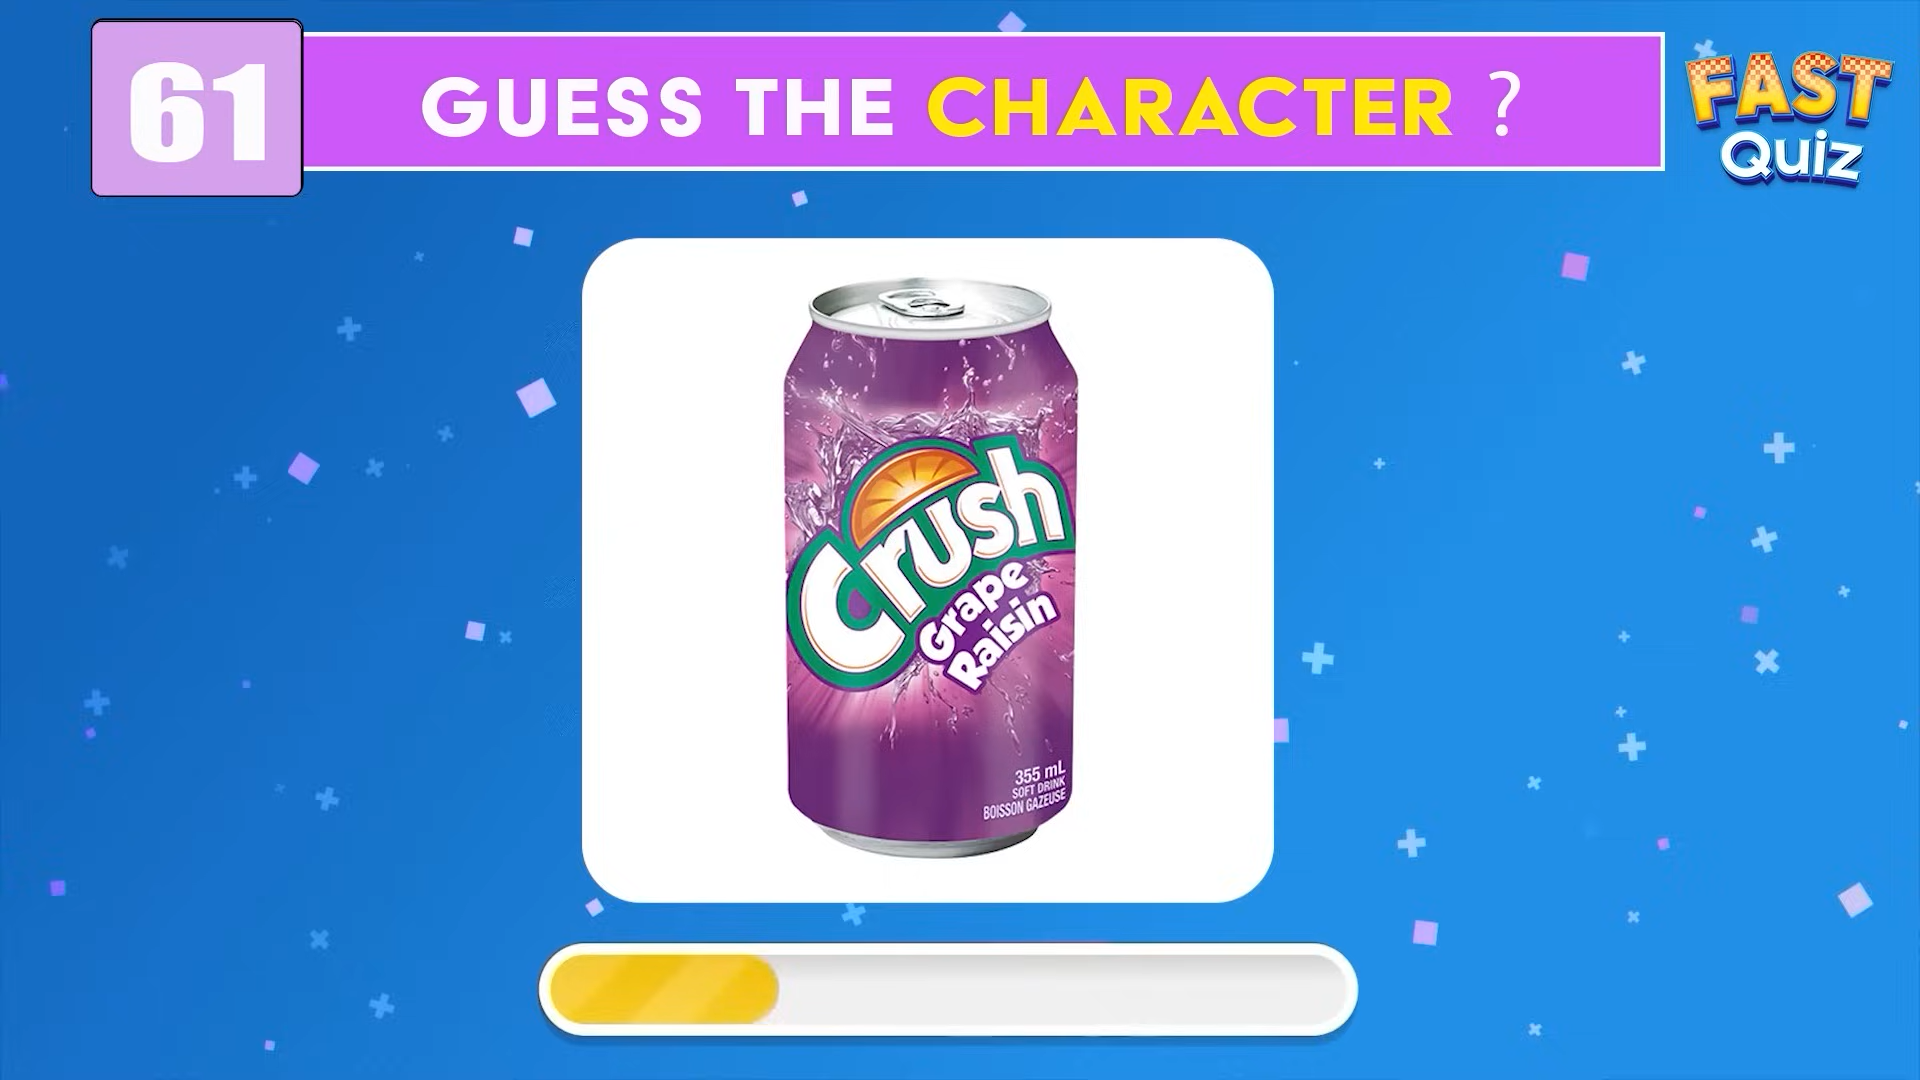 61
GUESS THE CHARACTER ?
FAST
Quiz
Crush
Grape
Raisin
355 mL
SOFT DRINK
BOISSON GAZEUSE